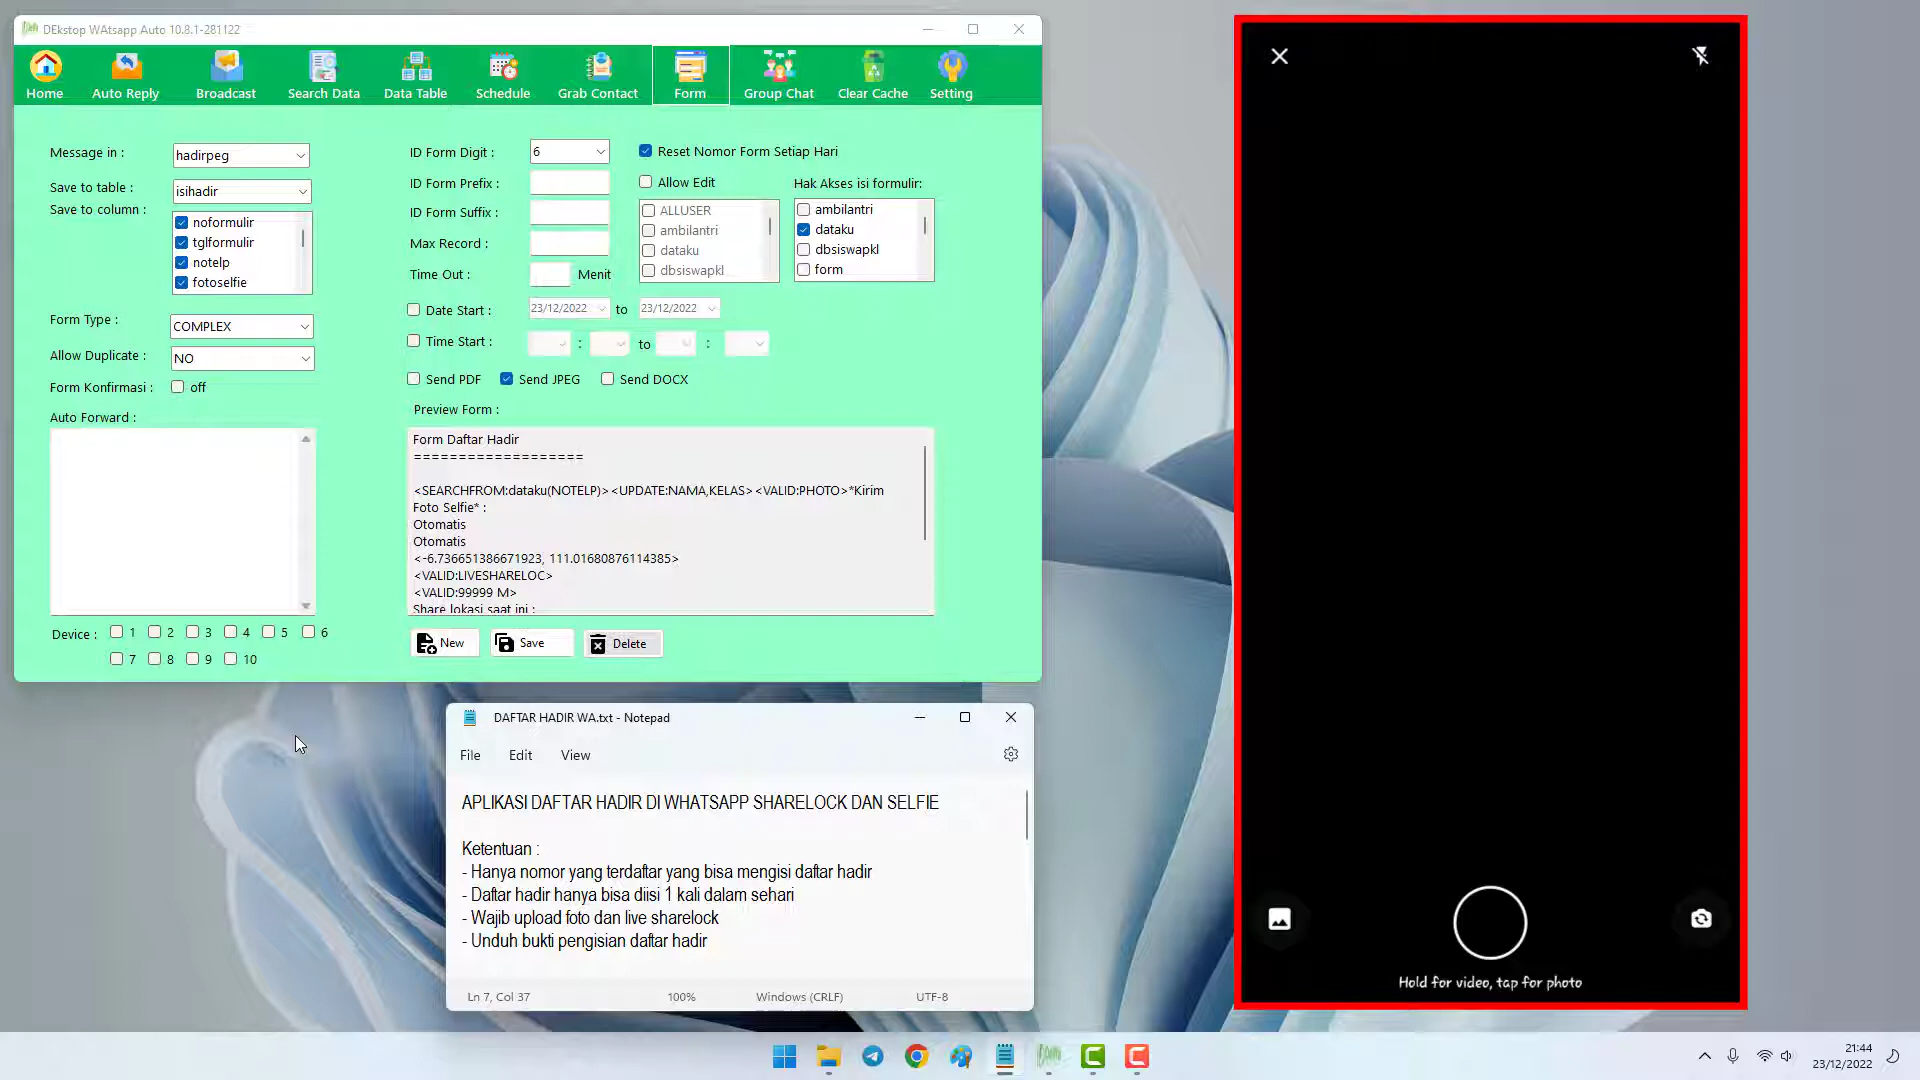 DEkstop WAtsapp Auto 10.8.1-281122
Home
Auto Reply
Broadcast
Search Data
Data Table
Schedule
Grab Contact
Form
Group Chat
Clear Cache
Setting
Message in : hadirpeg
Save to table : isihadir
Save to column :
noformulir
tglformulir
notelp
fotoselfie
Form Type : COMPLEX
Allow Duplicate : NO
Form Konfirmasi : off
Auto Forward :
Device : 1 2 3 4 5 6
7 8 9 10
ID Form Digit : 6
ID Form Prefix :
ID Form Suffix :
Max Record :
Time Out : Menit
Reset Nomor Form Setiap Hari
Allow Edit
ALLUSER
ambilantri
dataku
dbsiswapkl
Hak Akses isi formulir:
ambilantri
dataku
dbsiswapkl
form
Date Start : 23/12/2022 to 23/12/2022
Time Start : : to :
Send PDF Send JPEG Send DOCX
Preview Form :
Form Daftar Hadir
===================
<SEARCHFROM:dataku(NOTELP)><UPDATE:NAMA,KELAS><VALID:PHOTO>*Kirim
Foto Selfie* :
Otomatis
Otomatis
<-6.736651386671923, 111.01680876114385>
<VALID:LIVESHARELOC>
<VALID:99999 M>
Share lokasi saat ini :
New Save Delete
DAFTAR HADIR WA.txt - Notepad
File Edit View
APLIKASI DAFTAR HADIR DI WHATSAPP SHARELOCK DAN SELFIE
Ketentuan :
- Hanya nomor yang terdaftar yang bisa mengisi daftar hadir
- Daftar hadir hanya bisa diisi 1 kali dalam sehari
- Wajib upload foto dan live sharelock
- Unduh bukti pengisian daftar hadir
Ln 7, Col 37 100% Windows (CRLF) UTF-8
Hold for video, tap for photo
21:44
23/12/2022